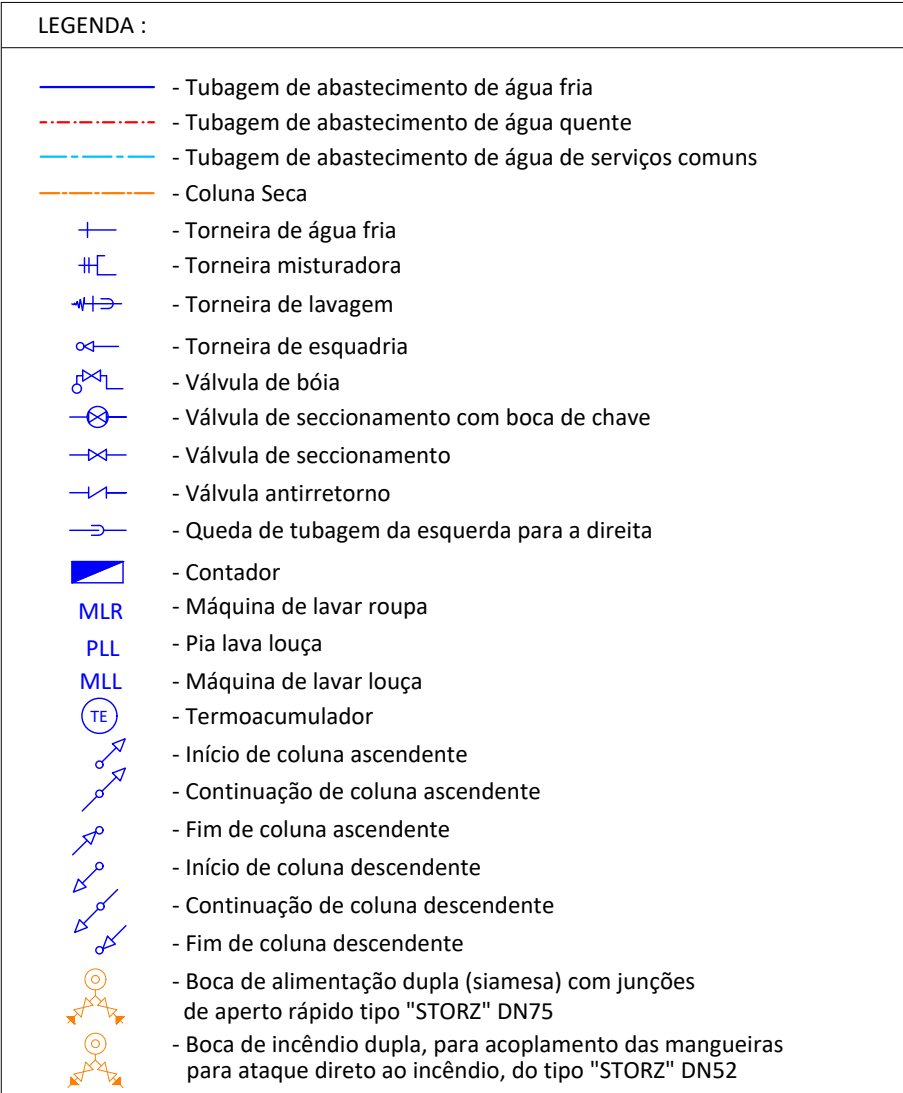 LEGENDA :
- Tubagem de abastecimento de água fria
- Tubagem de abastecimento de água quente
- Tubagem de abastecimento de água de serviços comuns
- Coluna Seca
- Torneira de água fria
- Torneira misturadora
- Torneira de lavagem
- Torneira de esquadria
- Válvula de bóia
- Válvula de seccionamento com boca de chave
- Válvula de seccionamento
- Válvula antirretorno
- Queda de tubagem da esquerda para a direita
- Contador
MLR - Máquina de lavar roupa
PLL - Pia lava louça
MLL - Máquina de lavar louça
TE - Termoacumulador
- Início de coluna ascendente
- Continuação de coluna ascendente
- Fim de coluna ascendente
- Início de coluna descendente
- Continuação de coluna descendente
- Fim de coluna descendente
- Boca de alimentação dupla (siamesa) com junções
de aperto rápido tipo "STORZ" DN75
- Boca de incêndio dupla, para acoplamento das mangueiras
para ataque direto ao incêndio, do tipo "STORZ" DN52